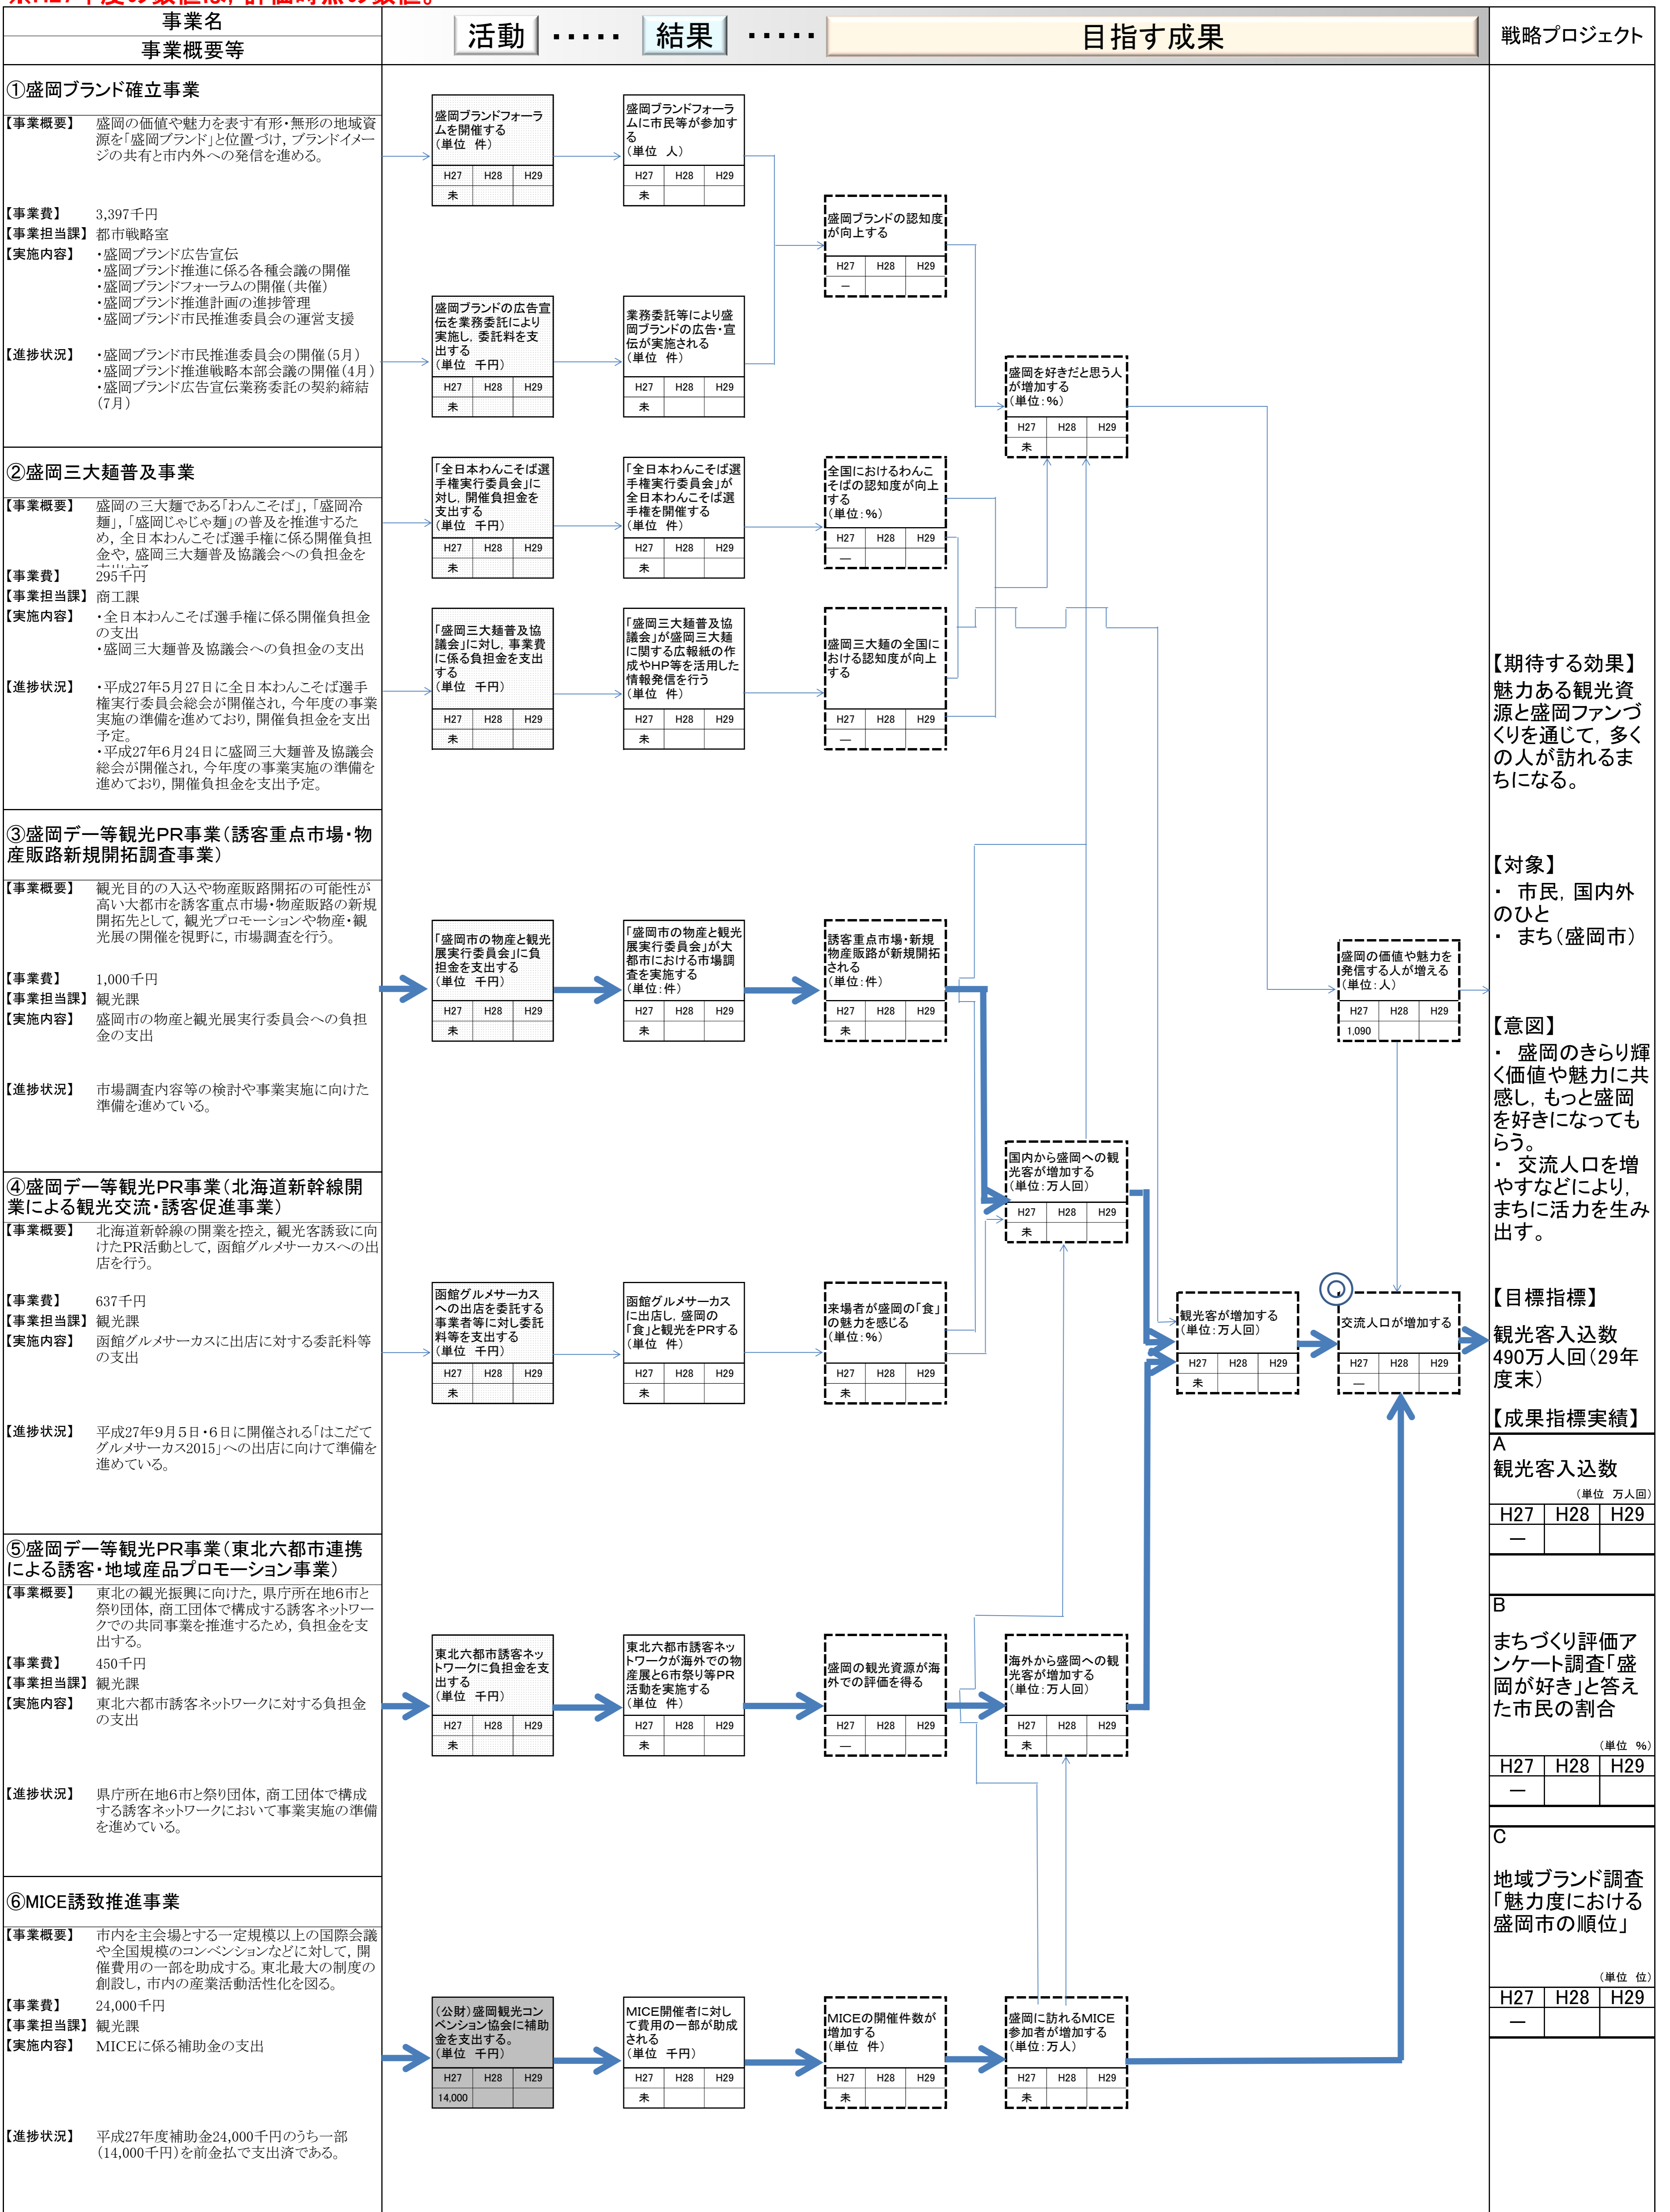 ※H27年度の数値は，評価時点の数値。
事業名
事業概要等
活動 ・・・・・ 結果 ・・・・・ 目指す成果
戦略プロジェクト
①盛岡ブランド確立事業
【事業概要】 盛岡の価値や魅力を表す有形・無形の地域資
源を「盛岡ブランド」と位置づけ，ブランドイメー
ジの共有と市内外への発信を進める。
【事業費】 3,397千円
【事業担当課】 都市戦略室
【実施内容】 ・盛岡ブランド広告宣伝
・盛岡ブランド推進に係る各種会議の開催
・盛岡ブランドフォーラムの開催（共催）
・盛岡ブランド推進計画の進捗管理
・盛岡ブランド市民推進委員会の運営支援
【進捗状況】 ・盛岡ブランド市民推進委員会の開催（5月）
・盛岡ブランド推進戦略本部会議の開催（4月）
・盛岡ブランド広告宣伝業務委託の契約締結
（7月）
盛岡ブランドフォーラ
ムを開催する
（単位 件）
H27 H28 H29
未
盛岡ブランドフォーラ
ムに市民等が参加す
る
（単位 人）
H27 H28 H29
未
盛岡ブランドの認知度
が向上する
H27 H28 H29
－
盛岡ブランドの広告宣
伝を業務委託により
実施し，委託料を支
出する
（単位 千円）
H27 H28 H29
未
業務委託等により盛
岡ブランドの広告・宣
伝が実施される
（単位 件）
H27 H28 H29
未
盛岡を好きだと思う人
が増加する
（単位：％）
H27 H28 H29
未
②盛岡三大麺普及事業
【事業概要】 盛岡の三大麺である「わんこそば」，「盛岡冷
麺」，「盛岡じゃじゃ麺」の普及を推進するた
め，全日本わんこそば選手権に係る開催負担
金や，盛岡三大麺普及協議会への負担金を
【事業費】 295千円
【事業担当課】 商工課
【実施内容】 ・全日本わんこそば選手権に係る開催負担金
の支出
・盛岡三大麺普及協議会への負担金の支出
【進捗状況】 ・平成27年5月27日に全日本わんこそば選手
権実行委員会総会が開催され，今年度の事業
実施の準備を進めており，開催負担金を支出
予定。
・平成27年6月24日に盛岡三大麺普及協議会
総会が開催され，今年度の事業実施の準備を
進めており，開催負担金を支出予定。
「全日本わんこそば選
手権実行委員会」に
対し，開催負担金を
支出する
（単位 千円）
H27 H28 H29
未
「全日本わんこそば選
手権実行委員会」が
全日本わんこそば選
手権を開催する
（単位 件）
H27 H28 H29
未
全国におけるわんこ
そばの認知度が向上
する
（単位：％）
H27 H28 H29
―
「盛岡三大麺普及協
議会」に対し，事業費
に係る負担金を支出
する
（単位 千円）
H27 H28 H29
未
「盛岡三大麺普及協
議会」が盛岡三大麺
に関する広報紙の作
成やHP等を活用した
情報発信を行う
（単位 件）
H27 H28 H29
未
盛岡三大麺の全国に
おける認知度が向上
する
H27 H28 H29
―
③盛岡デー等観光PR事業（誘客重点市場・物
産販路新規開拓調査事業）
【事業概要】 観光目的の入込や物産販路開拓の可能性が
高い大都市を誘客重点市場・物産販路の新規
開拓先として，観光プロモーションや物産・観
光展の開催を視野に，市場調査を行う。
【事業費】 1,000千円
【事業担当課】 観光課
【実施内容】 盛岡市の物産と観光展実行委員会への負担
金の支出
【進捗状況】 市場調査内容等の検討や事業実施に向けた
準備を進めている。
「盛岡市の物産と観光
展実行委員会」に負
担金を支出する
（単位 千円）
H27 H28 H29
未
「盛岡市の物産と観光
展実行委員会」が大
都市における市場調
査を実施する
（単位：件）
H27 H28 H29
未
誘客重点市場・新規
物産販路が新規開拓
される
（単位：件）
H27 H28 H29
未
盛岡の価値や魅力を
発信する人が増える
（単位：人）
H27 H28 H29
1,090
国内から盛岡への観
光客が増加する
（単位：万人回）
H27 H28 H29
未
④盛岡デー等観光PR事業（北海道新幹線開
業による観光交流・誘客促進事業）
【事業概要】 北海道新幹線の開業を控え，観光客誘致に向
けたPR活動として，函館グルメサーカスへの出
店を行う。
【事業費】 637千円
【事業担当課】 観光課
【実施内容】 函館グルメサーカスに出店に対する委託料等
の支出
【進捗状況】 平成27年９月５日・６日に開催される「はこだて
グルメサーカス2015」への出店に向けて準備を
進めている。
函館グルメサーカス
への出店を委託する
事業者等に対し委託
料等を支出する
（単位 千円）
H27 H28 H29
未
函館グルメサーカス
に出店し，盛岡の
「食」と観光をPRする
（単位 件）
H27 H28 H29
未
来場者が盛岡の「食」
の魅力を感じる
（単位：％）
H27 H28 H29
未
観光客が増加する
（単位：万人回）
H27 H28 H29
未
◎
交流人口が増加する
H27 H28 H29
―
⑤盛岡デー等観光PR事業（東北六都市連携
による誘客・地域産品プロモーション事業）
【事業概要】 東北の観光振興に向けた，県庁所在地6市と
祭り団体，商工団体で構成する誘客ネットワー
クでの共同事業を推進するため，負担金を支
出する。
【事業費】 450千円
【事業担当課】 観光課
【実施内容】 東北六都市誘客ネットワークに対する負担金
の支出
【進捗状況】 県庁所在地6市と祭り団体，商工団体で構成
する誘客ネットワークにおいて事業実施の準備
を進めている。
東北六都市誘客ネッ
トワークに負担金を支
出する
（単位 千円）
H27 H28 H29
未
東北六都市誘客ネッ
トワークが海外での物
産展と6市祭り等PR
活動を実施する
（単位 件）
H27 H28 H29
未
盛岡の観光資源が海
外での評価を得る
H27 H28 H29
―
海外から盛岡への観
光客が増加する
（単位：万人回）
H27 H28 H29
未
⑥MICE誘致推進事業
【事業概要】 市内を主会場とする一定規模以上の国際会議
や全国規模のコンベンションなどに対して，開
催費用の一部を助成する。東北最大の制度の
創設し，市内の産業活動活性化を図る。
【事業費】 24,000千円
【事業担当課】 観光課
【実施内容】 MICEに係る補助金の支出
【進捗状況】 平成27年度補助金24,000千円のうち一部
（14,000千円）を前金払で支出済である。
（公財）盛岡観光コン
ベンション協会に補助
金を支出する。
（単位 千円）
H27 H28 H29
14,000
MICE開催者に対し
て費用の一部が助成
される
（単位 千円）
H27 H28 H29
未
MICEの開催件数が
増加する
（単位 件）
H27 H28 H29
未
盛岡に訪れるMICE
参加者が増加する
（単位：万人）
H27 H28 H29
未
【期待する効果】
魅力ある観光資
源と盛岡ファンづ
くりを通じて，多く
の人が訪れるま
ちになる。
【対象】
・ 市民，国内外
のひと
・ まち（盛岡市）
【意図】
・ 盛岡のきらり輝
く価値や魅力に共
感し，もっと盛岡
を好きになっても
らう。
・ 交流人口を増
やすなどにより，
まちに活力を生み
出す。
【目標指標】
観光客入込数
490万人回（29年
度末）
【成果指標実績】
A
観光客入込数
（単位 万人回）
H27 H28 H29
―
B
まちづくり評価ア
ンケート調査「盛
岡が好き」と答え
た市民の割合
（単位 ％）
H27 H28 H29
―
C
地域ブランド調査
「魅力度における
盛岡市の順位」
（単位 位）
H27 H28 H29
―